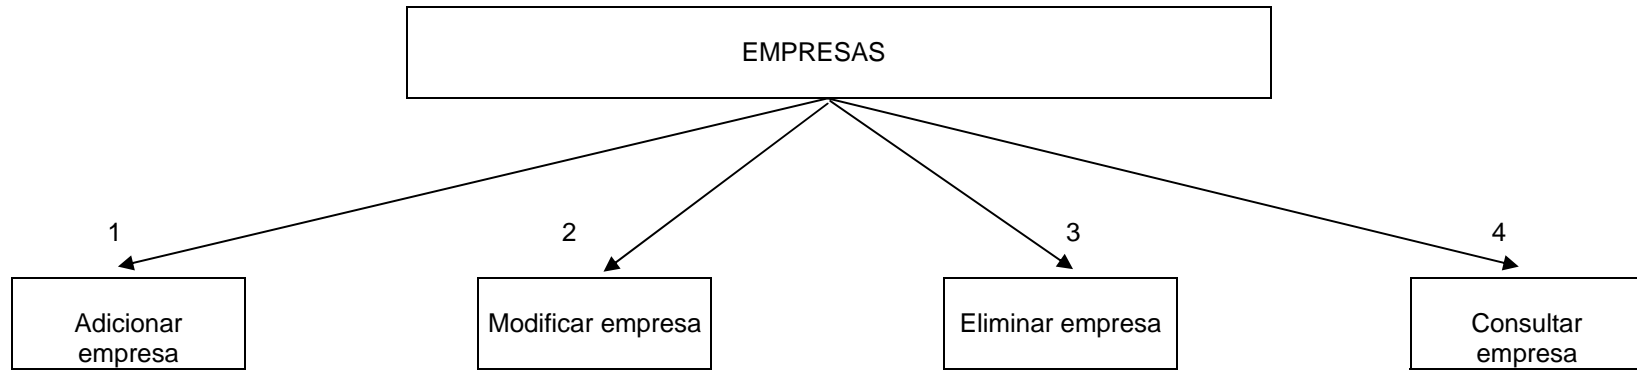 EMPRESAS
1
2
3
4
Adicionar
empresa
Modificar empresa
Eliminar empresa
Consultar
empresa